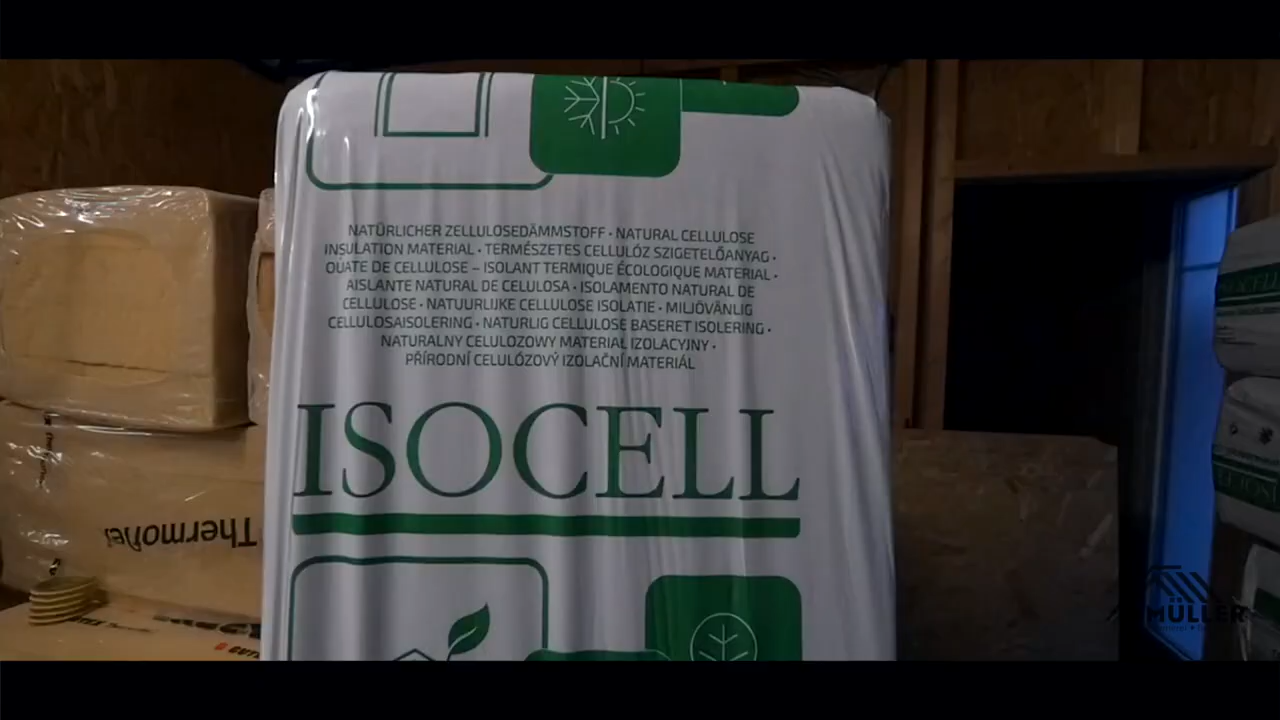 NATÜRLICHER ZELLULOSEDÄMMSTOFF · NATURAL CELLULOSE
INSULATION MATERIAL · TERMÉSZETES CELLULÓZ SZIGETELŐANYAG ·
OUATE DE CELLULOSE – ISOLANT TERMIQUE ÉCOLOGIQUE MATERIAL ·
AISLANTE NATURAL DE CELULOSA · ISOLAMENTO NATURAL DE
CELLULOSE · NATUURLIJKE CELLULOSE ISOLATIE · MILJÖVÄNLIG
CELLULOSAISOLERING · NATURLIG CELLULOSE BASERET ISOLERING ·
NATURALNY CELULOZOWY MATERIAŁ IZOLACYJNY ·
PŘÍRODNÍ CELULÓZOVÝ IZOLAČNÍ MATERIÁL
ISOCELL
Thermoflex
MÜLLER